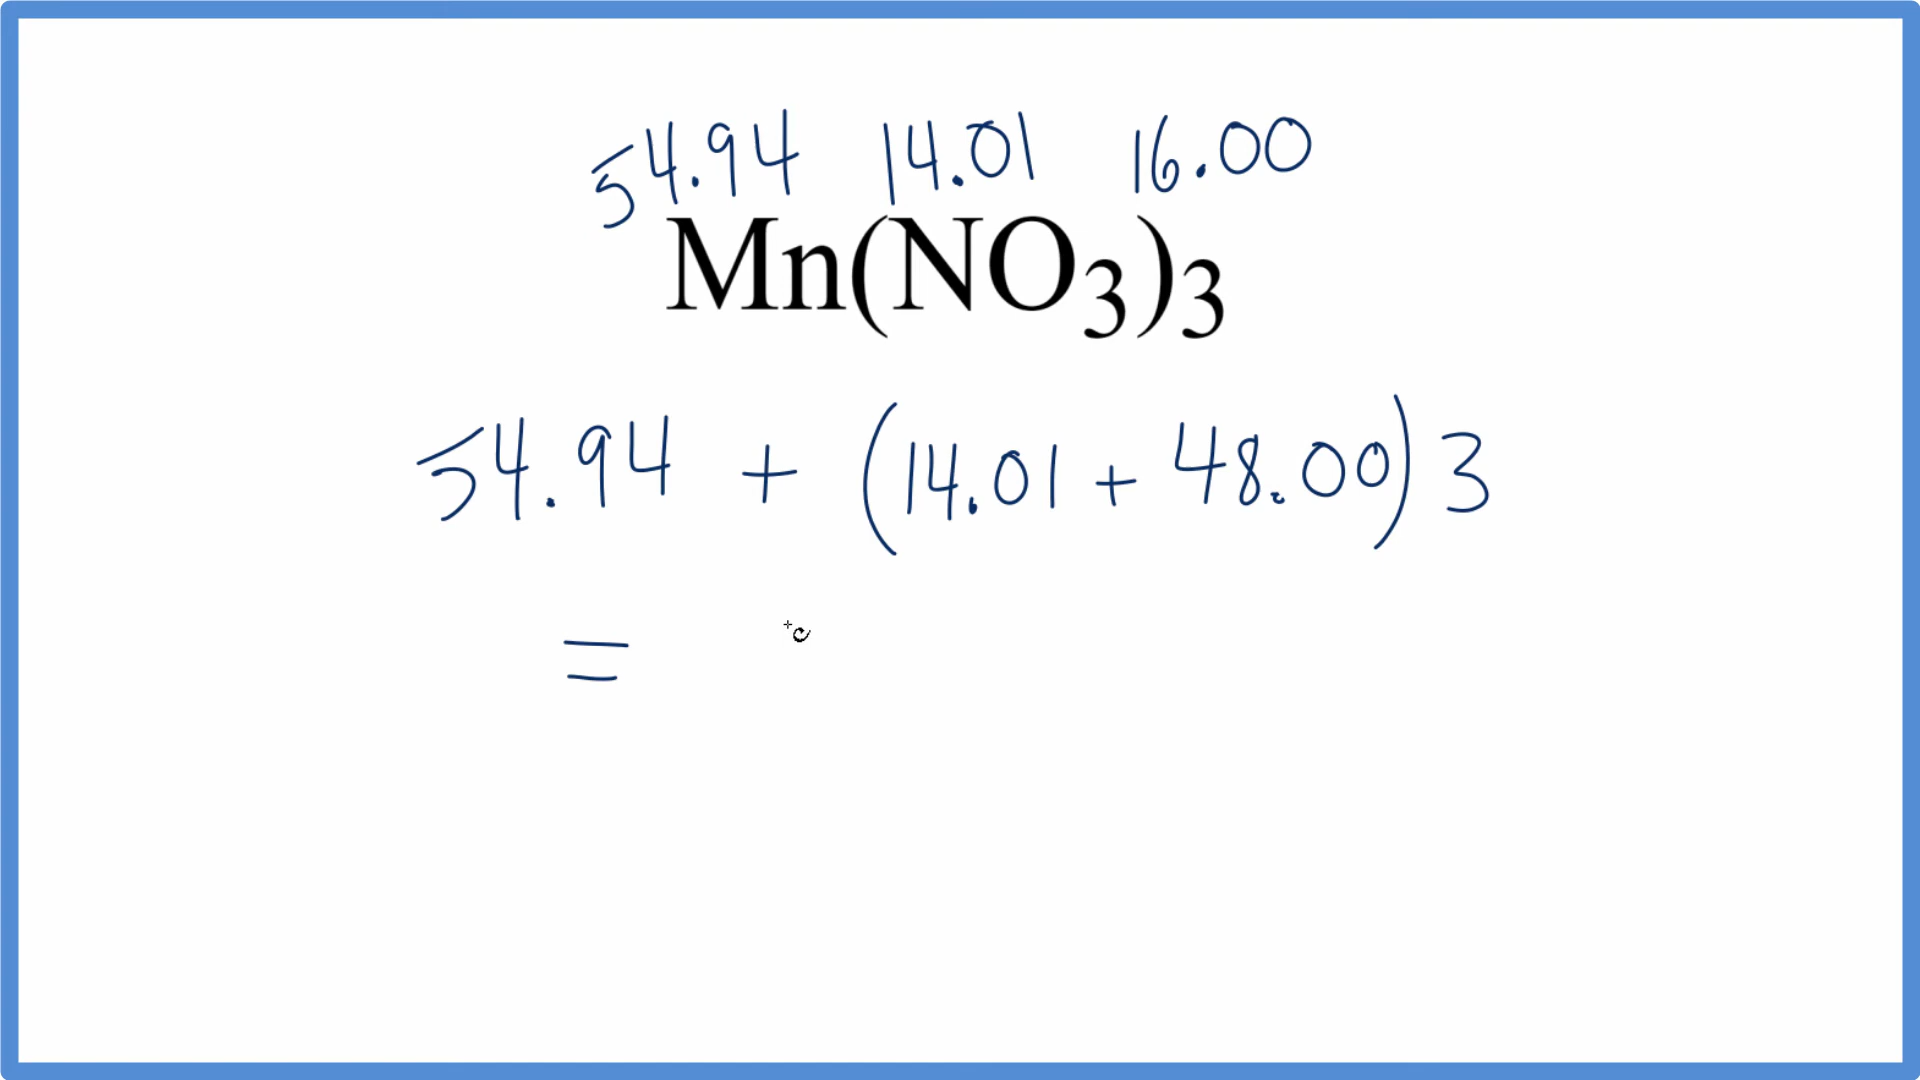 54.94 14.01 16.00
Mn(NO3)3
54.94 + (14.01 + 48.00) 3
=